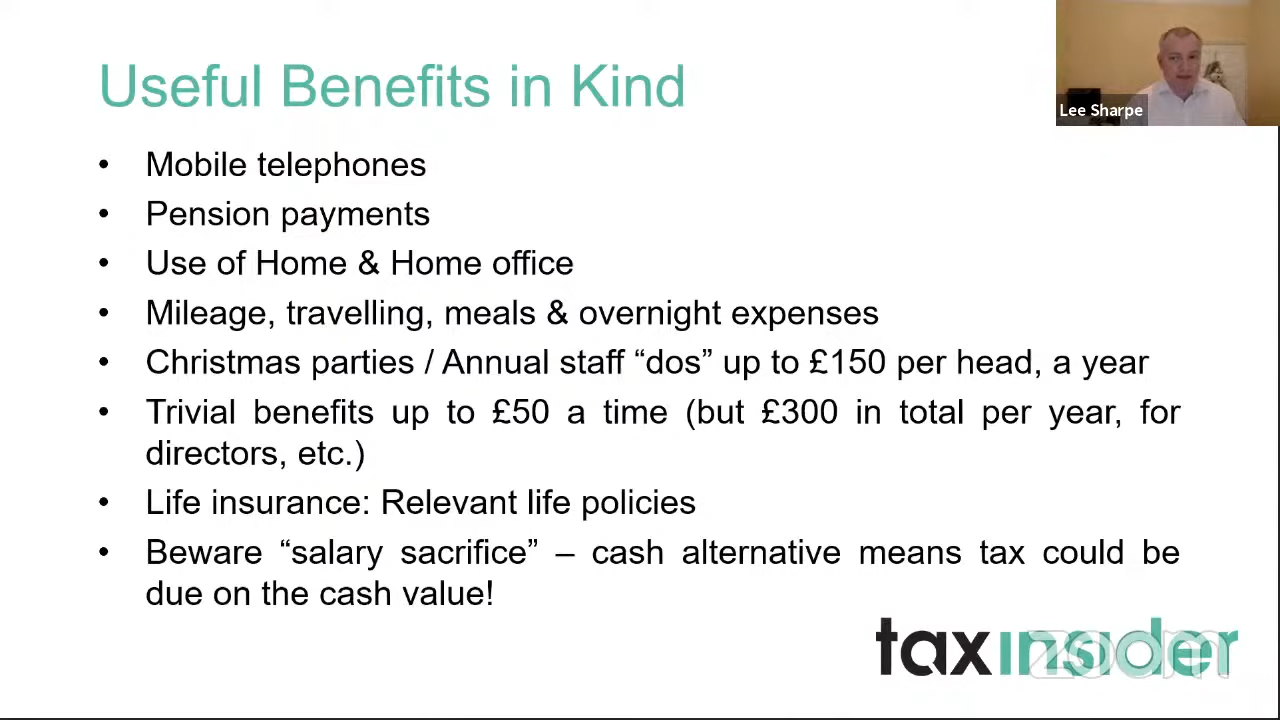 Useful Benefits in Kind
Lee Sharpe
• Mobile telephones
• Pension payments
• Use of Home & Home office
• Mileage, travelling, meals & overnight expenses
• Christmas parties / Annual staff “dos” up to £150 per head, a year
• Trivial benefits up to £50 a time (but £300 in total per year, for
directors, etc.)
• Life insurance: Relevant life policies
• Beware “salary sacrifice” – cash alternative means tax could be
due on the cash value!
taxinsider
zoom